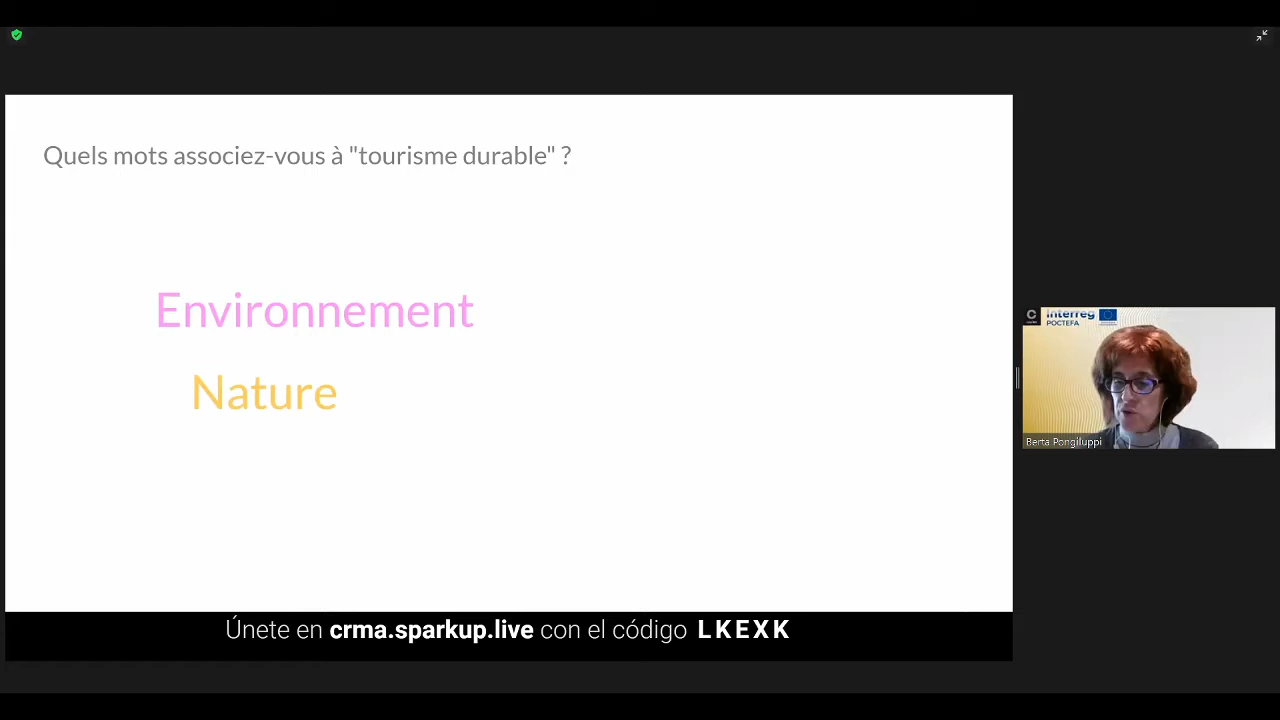 Quels mots associez-vous à "tourisme durable" ?
Environnement
Nature
Únete en crma.sparkup.live con el código LKEXK
Interreg
POCTEFA
Berta Pongiluppi